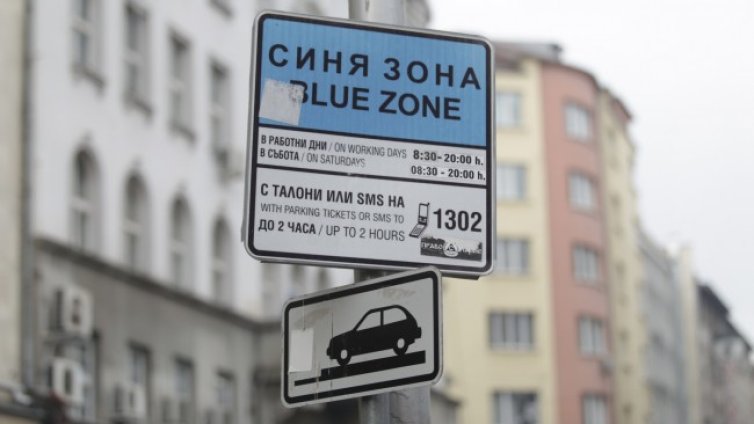 СИНЯ ЗОНА
BLUE ZONE
В РАБОТНИ ДНИ / ON WORKING DAYS 8:30-20:00 h.
В СЪБОТА / ON SATURDAYS 08:30 - 20:00 h.
С ТАЛОНИ ИЛИ SMS НА
WITH PARKING TICKETS OR SMS TO 1302
ДО 2 ЧАСА / UP TO 2 HOURS